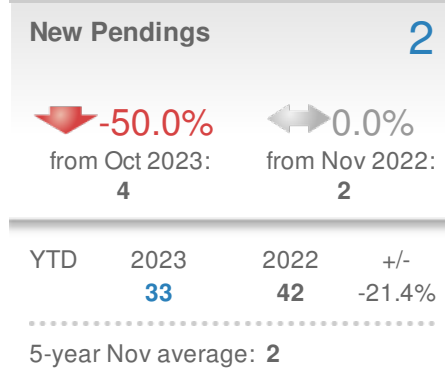 New Pendings 2
-50.0% 0.0%
from Oct 2023: from Nov 2022:
4 2
YTD 2023 2022 +/-
33 42 -21.4%
5-year Nov average: 2